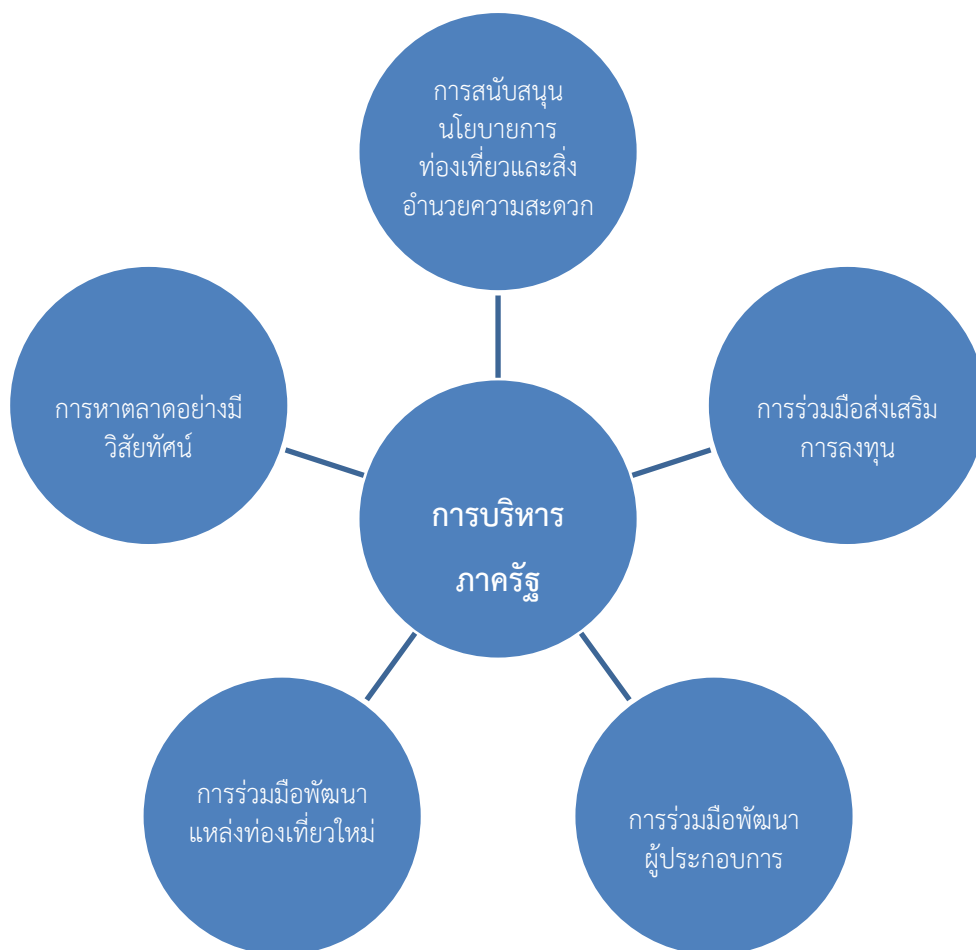 การสนับสนุน
นโยบายการ
ท่องเที่ยวและสิ่ง
อำนวยความสะดวก
การหาตลาดอย่างมี
วิสัยทัศน์
การร่วมมือส่งเสริม
การลงทุน
การบริหาร
ภาครัฐ
การร่วมมือพัฒนา
แหล่งท่องเที่ยวใหม่
การร่วมมือพัฒนา
ผู้ประกอบการ